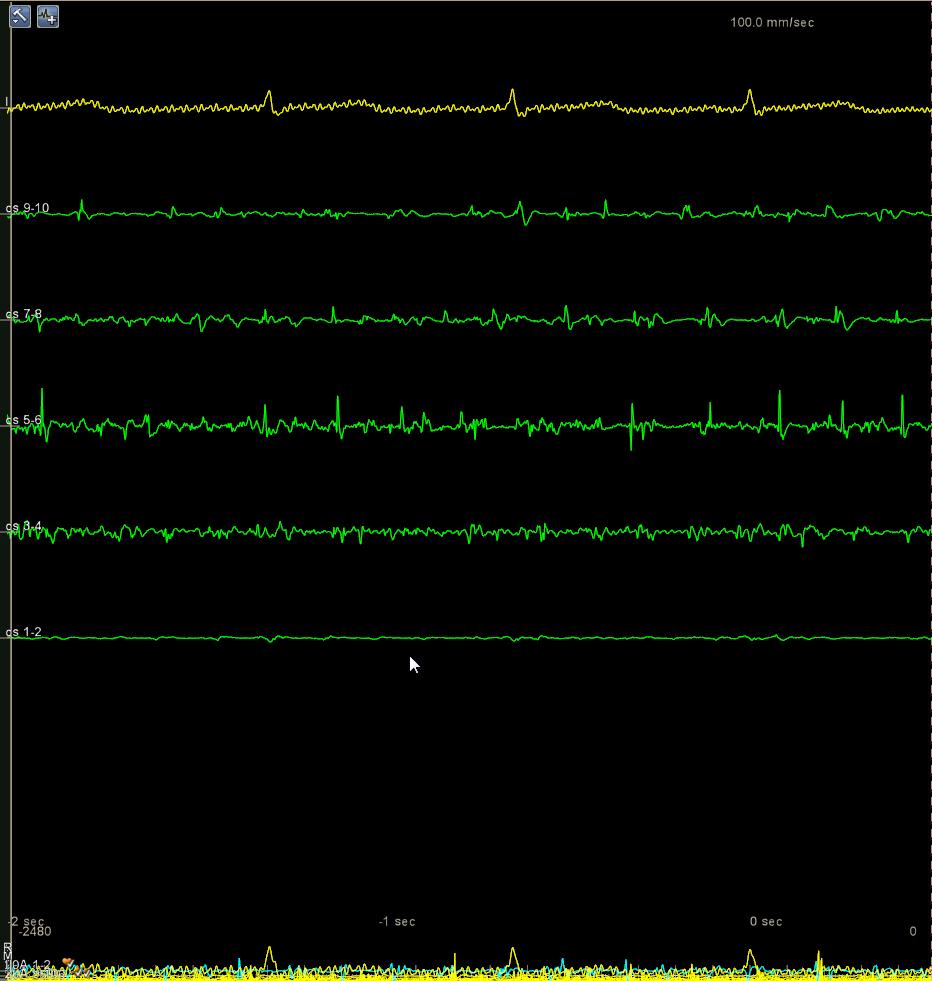 100.0 mm/sec
I
cs 9-10
cs 7-8
cs 5-6
cs 3-4
cs 1-2
-2 sec
-1 sec
0 sec
-2480
0